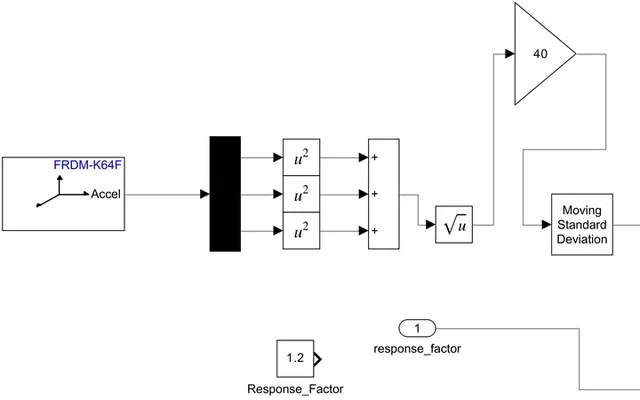 40
FRDM-K64F
Accel
u²
+
u²
+
u²
+
√u
Moving
Standard
Deviation
1
response_factor
1.2
Response_Factor